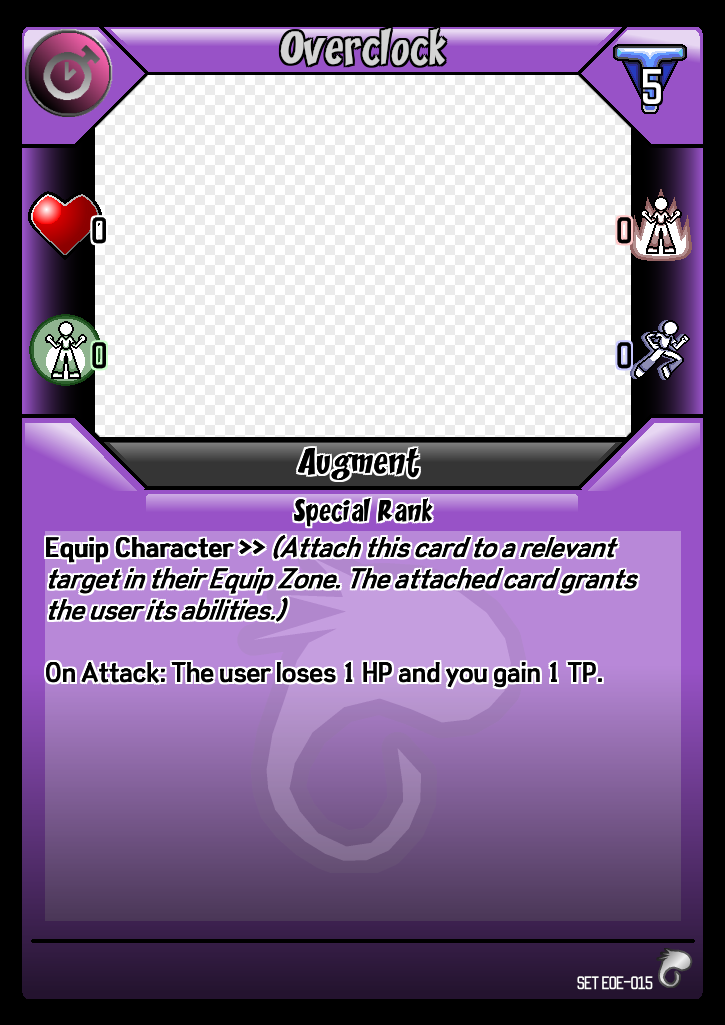 Overclock
5
0
0
0
0
Augment
Special Rank
Equip Character >> (Attach this card to a relevant
target in their Equip Zone. The attached card grants
the user its abilities.)
On Attack: The user loses 1 HP and you gain 1 TP.
SET EOE-015